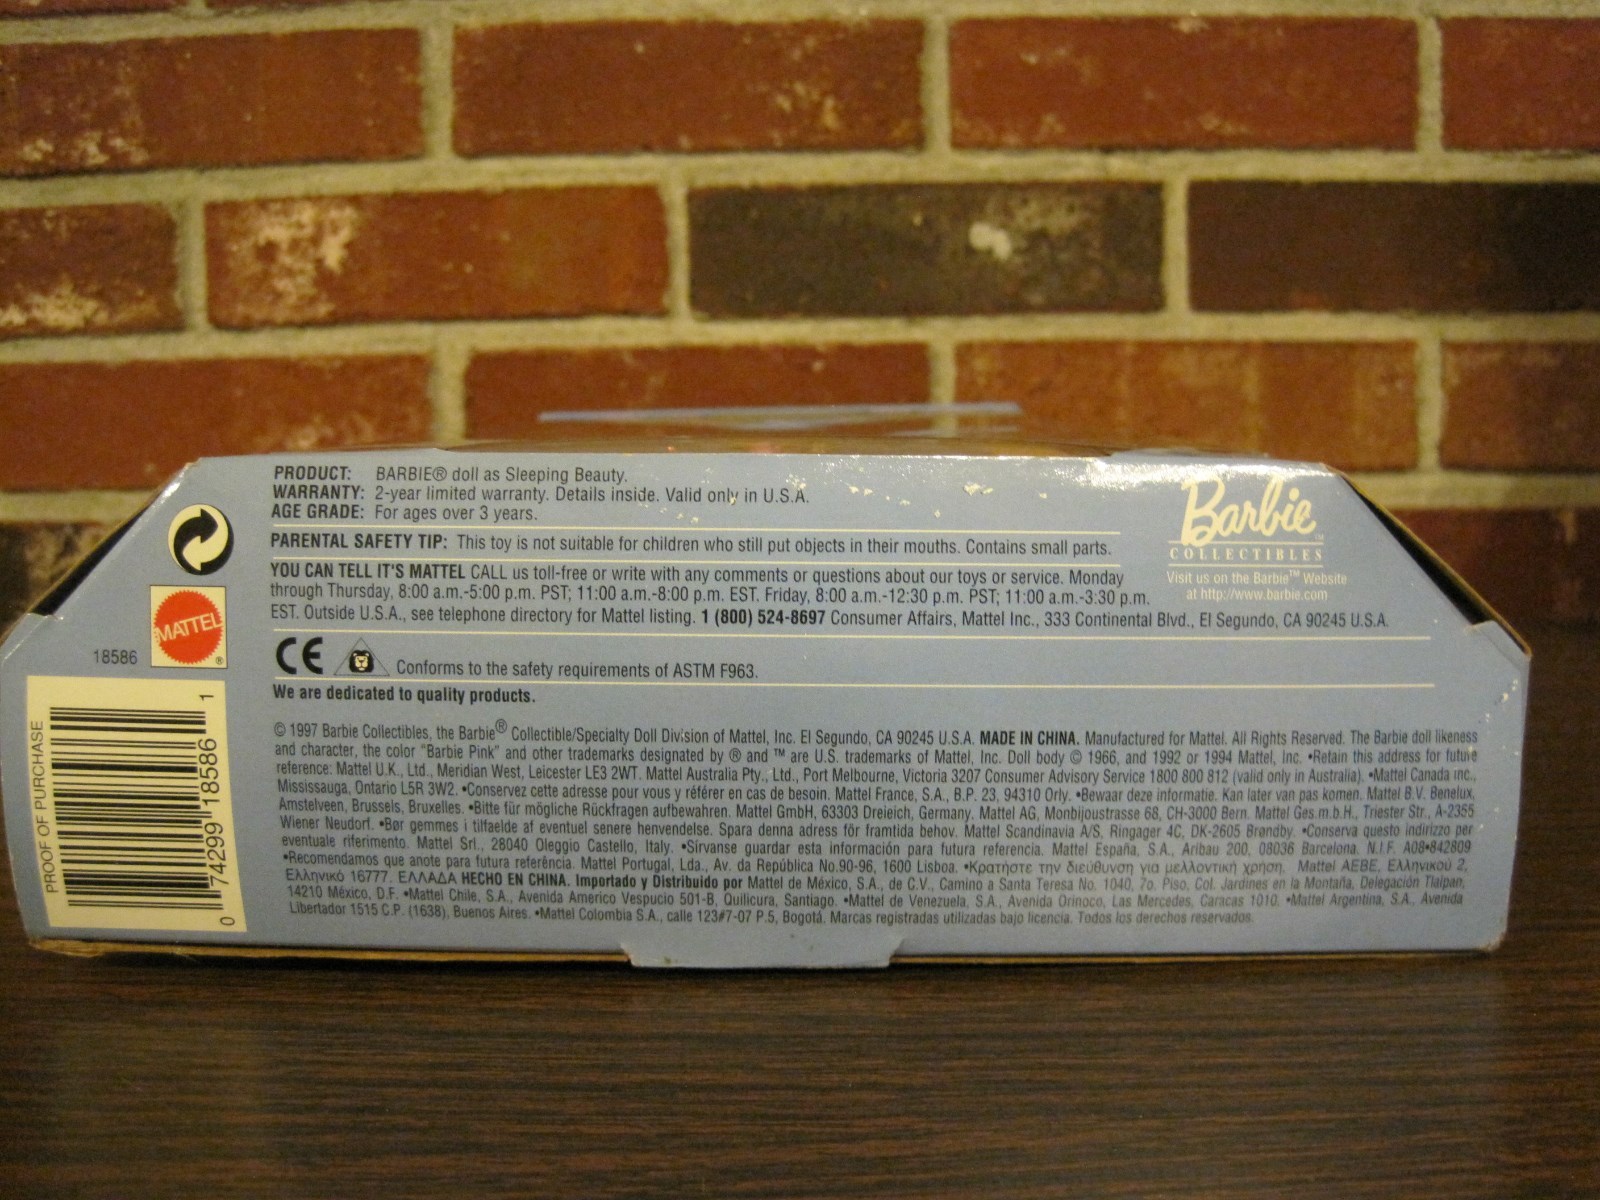 PRODUCT: BARBIE® doll as Sleeping Beauty.
WARRANTY: 2-year limited warranty. Details inside. Valid only in U.S.A.
AGE GRADE: For ages over 3 years.
PARENTAL SAFETY TIP: This toy is not suitable for children who still put objects in their mouths. Contains small parts.
YOU CAN TELL IT'S MATTEL CALL us toll-free or write with any comments or questions about our toys or service. Monday
through Thursday, 8:00 a.m.-5:00 p.m. PST; 11:00 a.m.-8:00 p.m. EST. Friday, 8:00 a.m.-12:30 p.m. PST; 11:00 a.m.-3:30 p.m.
EST. Outside U.S.A., see telephone directory for Mattel listing. 1 (800) 524-8697 Consumer Affairs, Mattel Inc., 333 Continental Blvd., El Segundo, CA 90245 U.S.A.
Barbie™
COLLECTIBLES
Visit us on the Barbie™ Website
at http://www.barbie.com
MATTEL®
18586
CE Conforms to the safety requirements of ASTM F963.
We are dedicated to quality products.
PROOF OF PURCHASE
0 74299 18586 1
© 1997 Barbie Collectibles, the Barbie® Collectible/Specialty Doll Division of Mattel, Inc. El Segundo, CA 90245 U.S.A. MADE IN CHINA. Manufactured for Mattel. All Rights Reserved. The Barbie doll likeness
and character, the color "Barbie Pink" and other trademarks designated by ® and ™ are U.S. trademarks of Mattel, Inc. Doll body © 1966, and 1992 or 1994 Mattel, Inc. •Retain this address for future
reference: Mattel U.K., Ltd., Meridian West, Leicester LE3 2WT. Mattel Australia Pty., Ltd., Port Melbourne, Victoria 3207 Consumer Advisory Service 1800 800 812 (valid only in Australia). •Mattel Canada inc.,
Mississauga, Ontario L5R 3W2. •Conservez cette adresse pour vous y référer en cas de besoin. Mattel France, S.A., B.P. 23, 94310 Orly. •Bewaar deze informatie. Kan later van pas komen. Mattel B.V. Benelux,
Amstelveen, Brussels, Bruxelles. •Bitte für mögliche Rückfragen aufbewahren. Mattel GmbH, 63303 Dreieich, Germany. Mattel AG, Monbijoustrasse 68, CH-3000 Bern. Mattel Ges.m.b.H., Triester Str., A-2355
Wiener Neudorf. •Bør gemmes i tilfaelde af eventuel senere henvendelse. Spara denna adress för framtida behov. Mattel Scandinavia A/S, Ringager 4C, DK-2605 Brøndby. •Conserva questo indirizzo per
eventuale riferimento. Mattel Srl., 28040 Oleggio Castello, Italy. •Sírvanse guardar esta información para futura referencia. Mattel España, S.A., Aribau 200, 08036 Barcelona. N.I.F. A08•842809
•Recomendamos que anote para futura referência. Mattel Portugal, Lda., Av. da República No.90-96, 1600 Lisboa. •Κρατήστε την διεύθυνση για μελλοντική χρήση. Mattel AEBE, Ελληνικού 2,
Ελληνικό 16777. ΕΛΛΑΔΑ HECHO EN CHINA. Importado y Distribuido por Mattel de México, S.A., de C.V., Camino a Santa Teresa No. 1040, 7o. Piso, Col. Jardines en la Montaña, Delegación Tlalpan,
14210 México, D.F. •Mattel Chile, S.A., Avenida Americo Vespucio 501-B, Quilicura, Santiago. •Mattel de Venezuela, S.A., Avenida Orinoco, Las Mercedes, Caracas 1010. •Mattel Argentina, S.A., Avenida
Libertador 1515 C.P. (1638), Buenos Aires. •Mattel Colombia S.A., calle 123#7-07 P.5, Bogotá. Marcas registradas utilizadas bajo licencia. Todos los derechos reservados.